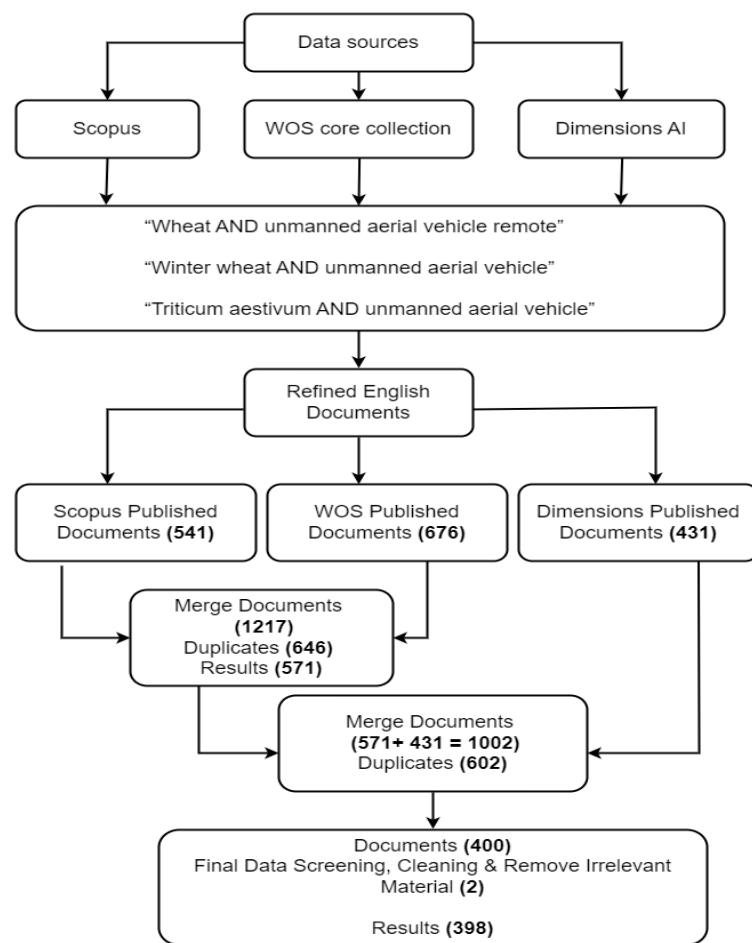 Data sources
Scopus
WOS core collection
Dimensions AI
“Wheat AND unmanned aerial vehicle remote”
“Winter wheat AND unmanned aerial vehicle”
“Triticum aestivum AND unmanned aerial vehicle”
Refined English
Documents
Scopus Published
Documents (541)
WOS Published
Documents (676)
Dimensions Published
Documents (431)
Merge Documents
(1217)
Duplicates (646)
Results (571)
Merge Documents
(571+ 431 = 1002)
Duplicates (602)
Documents (400)
Final Data Screening, Cleaning & Remove Irrelevant
Material (2)
Results (398)